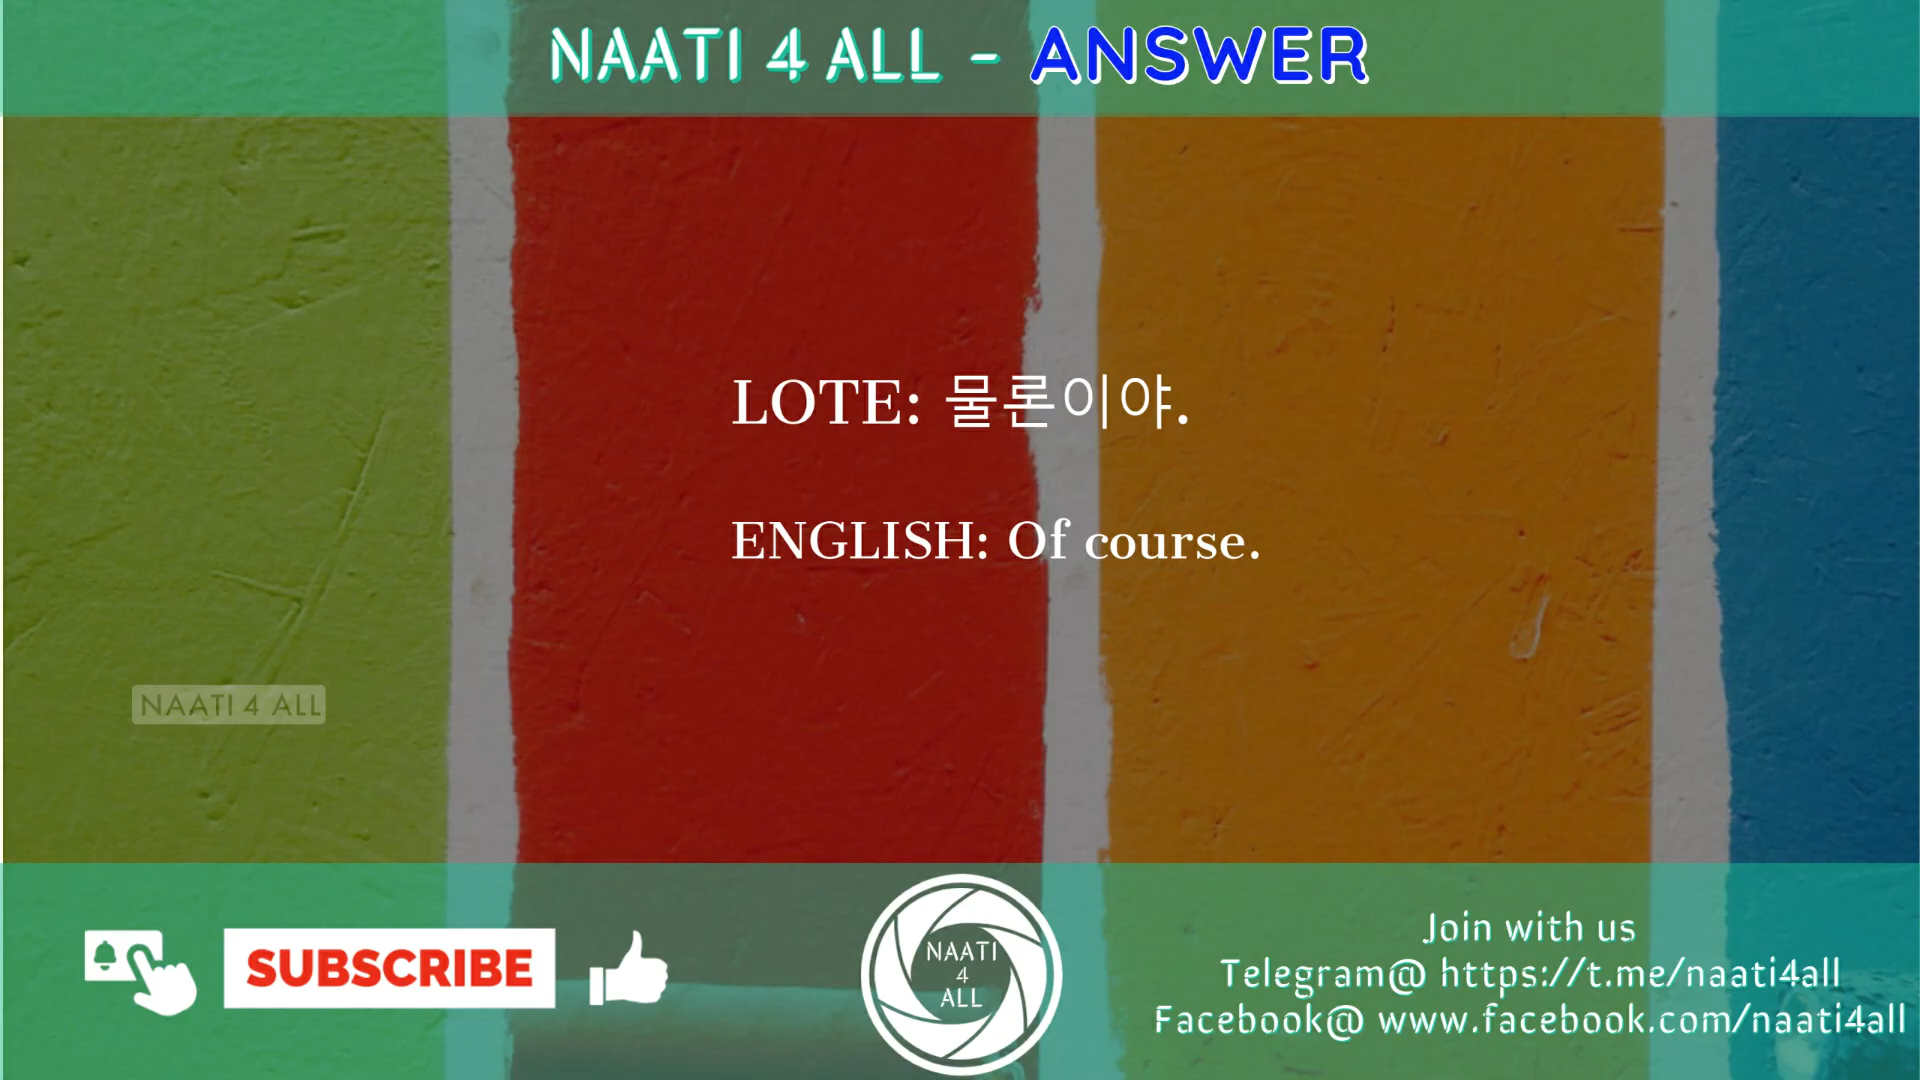 NAATI 4 ALL - ANSWER
LOTE: 물론이야.
ENGLISH: Of course.
NAATI 4 ALL
SUBSCRIBE
NAATI
4
ALL
Join with us
Telegram@ https://t.me/naati4all
Facebook@ www.facebook.com/naati4all